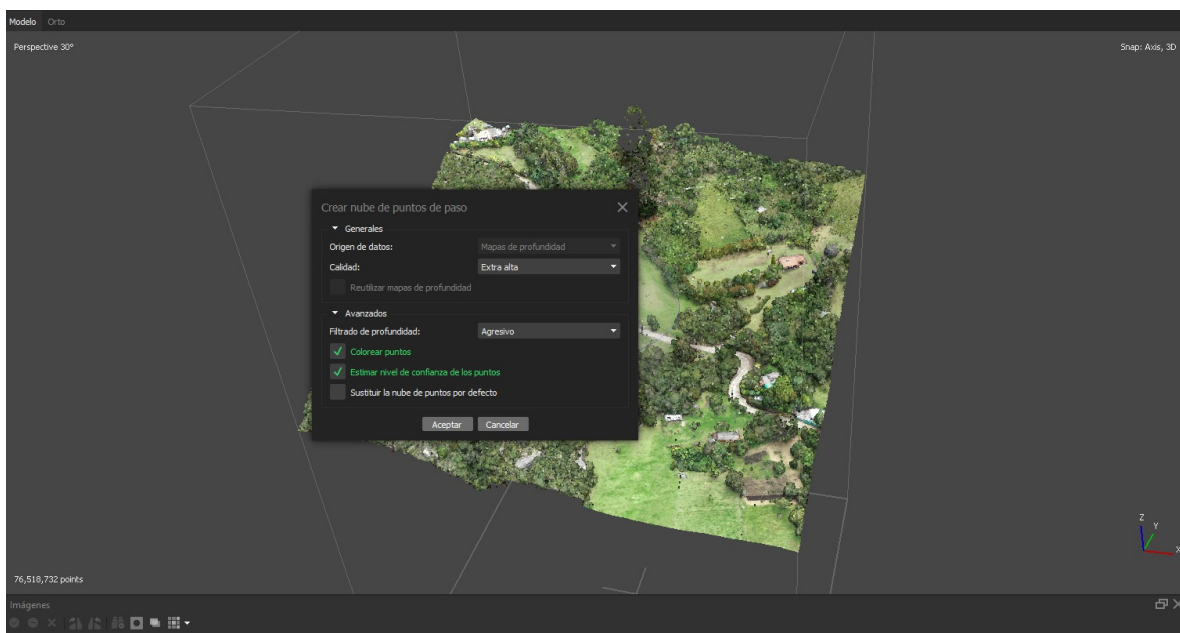 Modelo Orto
Perspective 30°
Snap: Axis, 3D
Crear nube de puntos de paso
Generales
Origen de datos: Mapas de profundidad
Calidad: Extra alta
Reutilizar mapas de profundidad
Avanzados
Filtrado de profundidad: Agresivo
Colorear puntos
Estimar nivel de confianza de los puntos
Sustituir la nube de puntos por defecto
Aceptar Cancelar
Z
Y
X
76,518,732 points
Imágenes